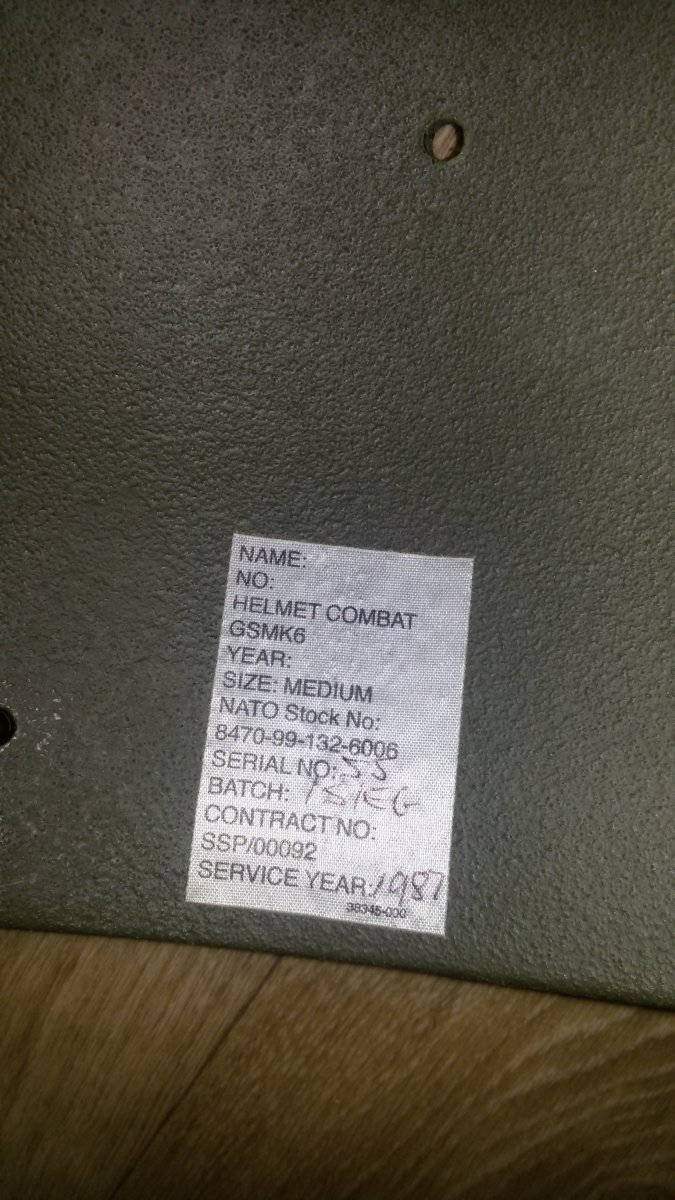 NAME:
NO:
HELMET COMBAT
GSMK6
YEAR:
SIZE: MEDIUM
NATO Stock No:
8470-99-132-6006
SERIAL NO:
BATCH:
CONTRACT NO:
SSP/00092
SERVICE YEAR: 1987
38345-000